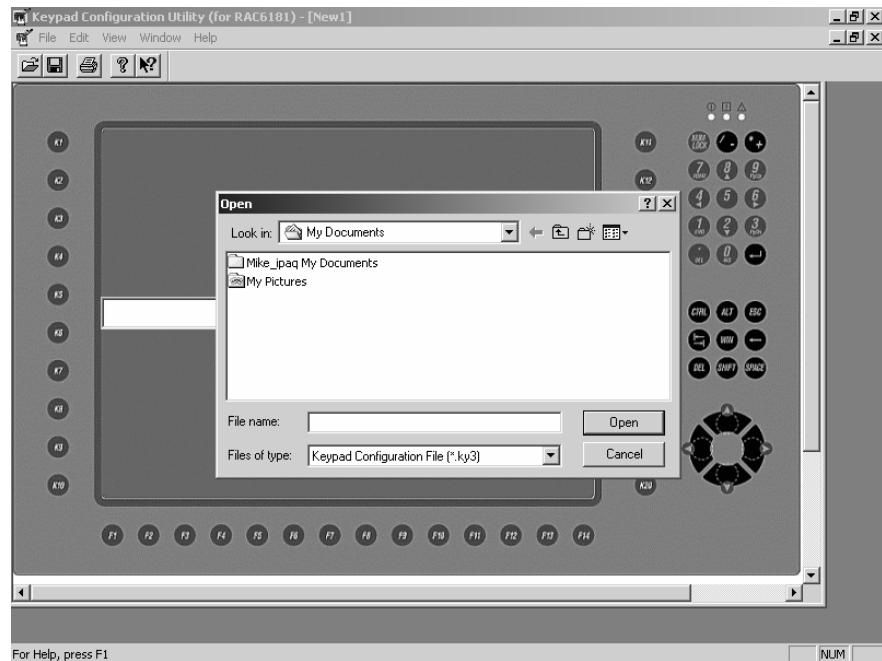 Keypad Configuration Utility (for RAC6181) - [New1]
File Edit View Window Help
K1
K2
K3
K4
K5
K6
K7
K8
K9
K10
K11
K12
K20
F1 F2 F3 F4 F5 F6 F7 F8 F9 F10 F11 F12 F13 F14
NUM LOCK / - * +
7 8 9
4 5 6
1 2 3
. DEL 0
CTRL ALT ESC
WIN
DEL SHIFT SPACE
Open
Look in: My Documents
Mike_ipaq My Documents
My Pictures
File name: Open
Files of type: Keypad Configuration File (*.ky3) Cancel
For Help, press F1 NUM